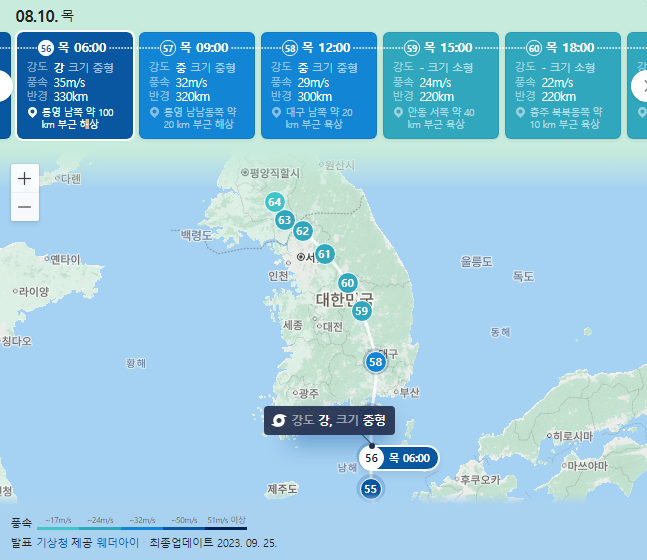 08.10. 목
56 목 06:00
강도 강 크기 중형
풍속 35m/s
반경 330km
통영 남쪽 약 100
km 부근 해상
57 목 09:00
강도 중 크기 중형
풍속 32m/s
반경 320km
통영 남남동쪽 약
20 km 부근 해상
58 목 12:00
강도 중 크기 중형
풍속 29m/s
반경 300km
대구 남쪽 약 20
km 부근 육상
59 목 15:00
강도 - 크기 소형
풍속 24m/s
반경 220km
안동 서쪽 약 40
km 부근 육상
60 목 18:00
강도 - 크기 소형
풍속 22m/s
반경 220km
충주 북북동쪽 약
10 km 부근 육상
다롄
평양직할시
원산시
64
63
62
백령도
61
서
인천
옌타이
라이양
칭다오
울릉도
독도
60
대한민국
59
세종
대전
동해
황해
58
대구
광주
부산
강도 강, 크기 중형
56 목 06:00
남해
55
제주도
히로시마
마쓰야마
후쿠오카
풍속 ~17m/s ~24m/s ~32m/s ~50m/s 51m/s 이상
발표 기상청 제공 웨더아이 최종업데이트 2023. 09. 25.